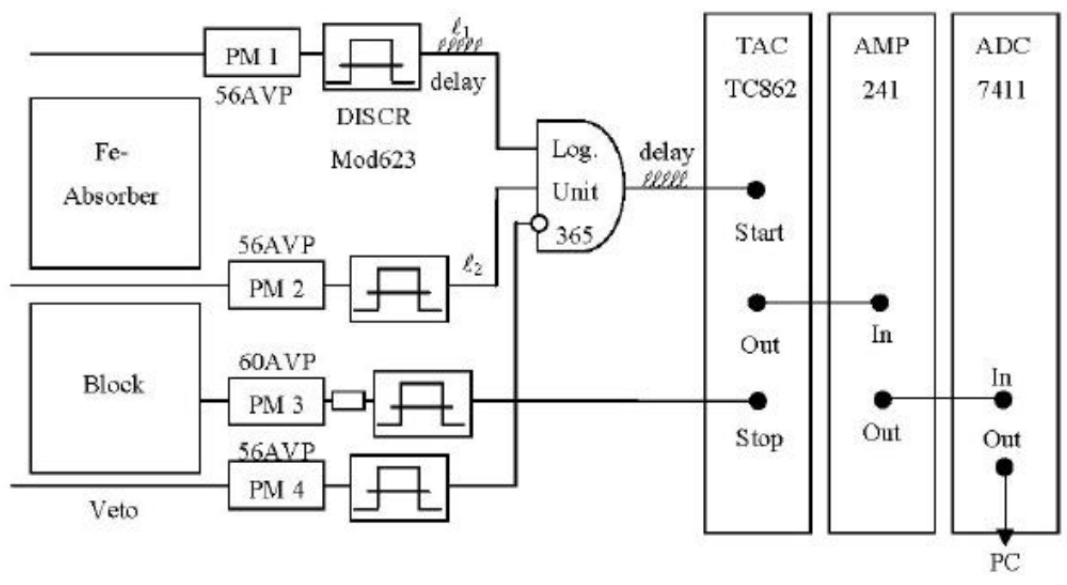 PM 1
56AVP
ℓ1
delay
DISCR
Mod623
Fe-
Absorber
Log.
Unit
365
delay
56AVP
PM 2
ℓ2
Block
60AVP
PM 3
56AVP
PM 4
Veto
TAC
TC862
Start
Out
Stop
AMP
241
In
Out
ADC
7411
In
Out
PC